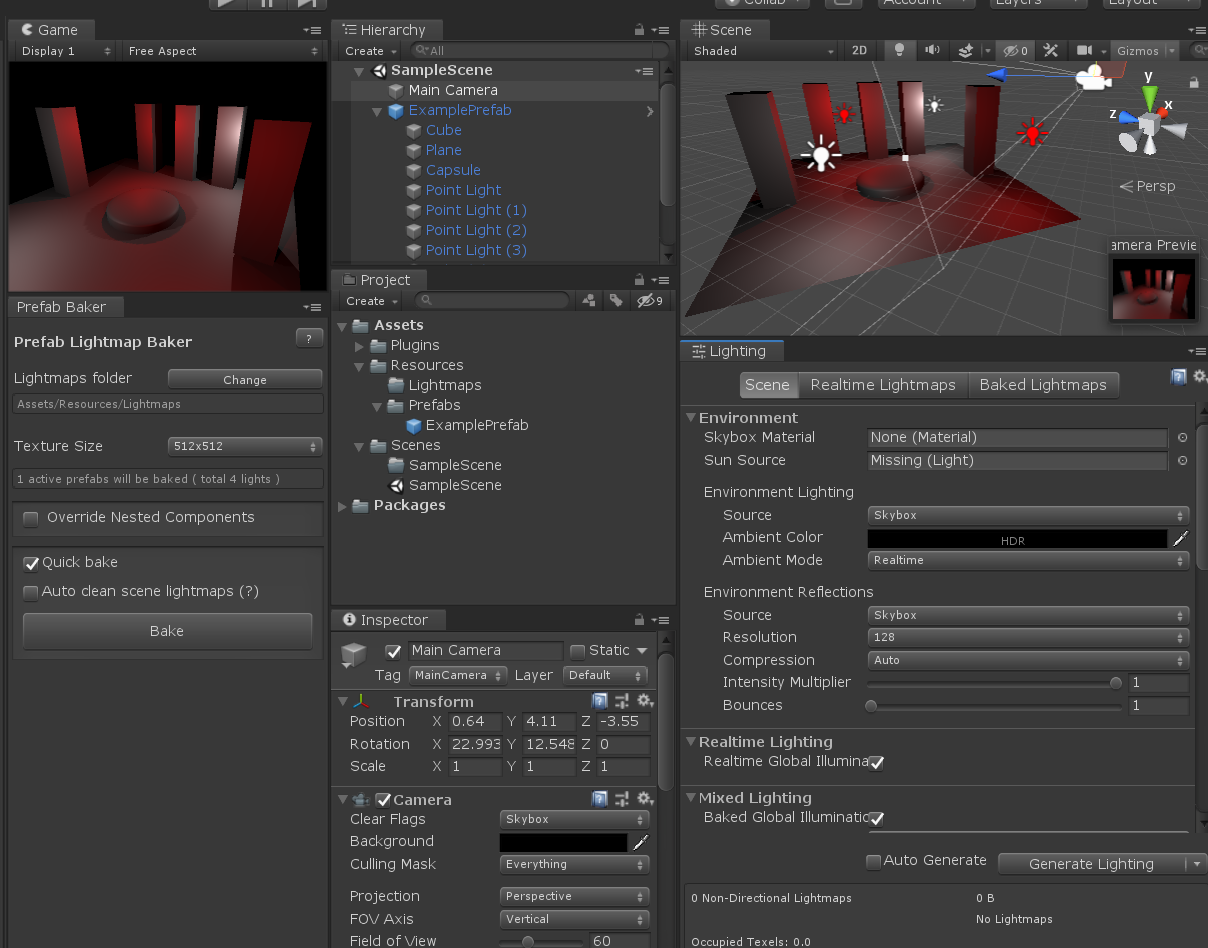 Collab
Account
Layers
Layout
Game
Display 1
Free Aspect
Prefab Baker
Prefab Lightmap Baker
?
Lightmaps folder
Change
Assets/Resources/Lightmaps
Texture Size
512x512
1 active prefabs will be baked ( total 4 lights )
Override Nested Components
Quick bake
Auto clean scene lightmaps (?)
Bake
Hierarchy
Create
All
SampleScene
Main Camera
ExamplePrefab
Cube
Plane
Capsule
Point Light
Point Light (1)
Point Light (2)
Point Light (3)
Project
Create
9
Assets
Plugins
Resources
Lightmaps
Prefabs
ExamplePrefab
Scenes
SampleScene
SampleScene
Packages
Inspector
Main Camera
Static
Tag MainCamera Layer Default
Transform
Position X 0.64 Y 4.11 Z -3.55
Rotation X 22.993 Y 12.548 Z 0
Scale X 1 Y 1 Z 1
Camera
Clear Flags Skybox
Background
Culling Mask Everything
Projection Perspective
FOV Axis Vertical
Field of View 60
Scene
Shaded 2D 0 Gizmos
y
x
z
Persp
amera Previe
Lighting
Scene Realtime Lightmaps Baked Lightmaps
Environment
Skybox Material None (Material)
Sun Source Missing (Light)
Environment Lighting
Source Skybox
Ambient Color HDR
Ambient Mode Realtime
Environment Reflections
Source Skybox
Resolution 128
Compression Auto
Intensity Multiplier 1
Bounces 1
Realtime Lighting
Realtime Global Illumina
Mixed Lighting
Baked Global Illuminatic
Auto Generate Generate Lighting
0 Non-Directional Lightmaps 0 B
No Lightmaps
Occupied Texels: 0.0